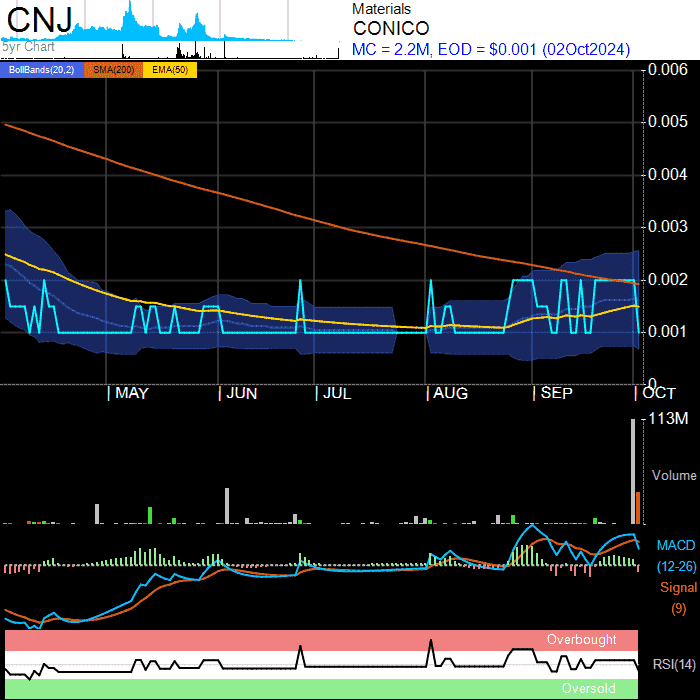 CNJ
Materials
CONICO
MC = 2.2M, EOD = $0.001 (02Oct2024)
5yr Chart
BollBands(20,2) SMA(200) EMA(50)
0.006
0.005
0.004
0.003
0.002
0.001
0
MAY JUN JUL AUG SEP OCT
113M
Volume
MACD
(12-26)
Signal
(9)
Overbought
RSI(14)
Oversold